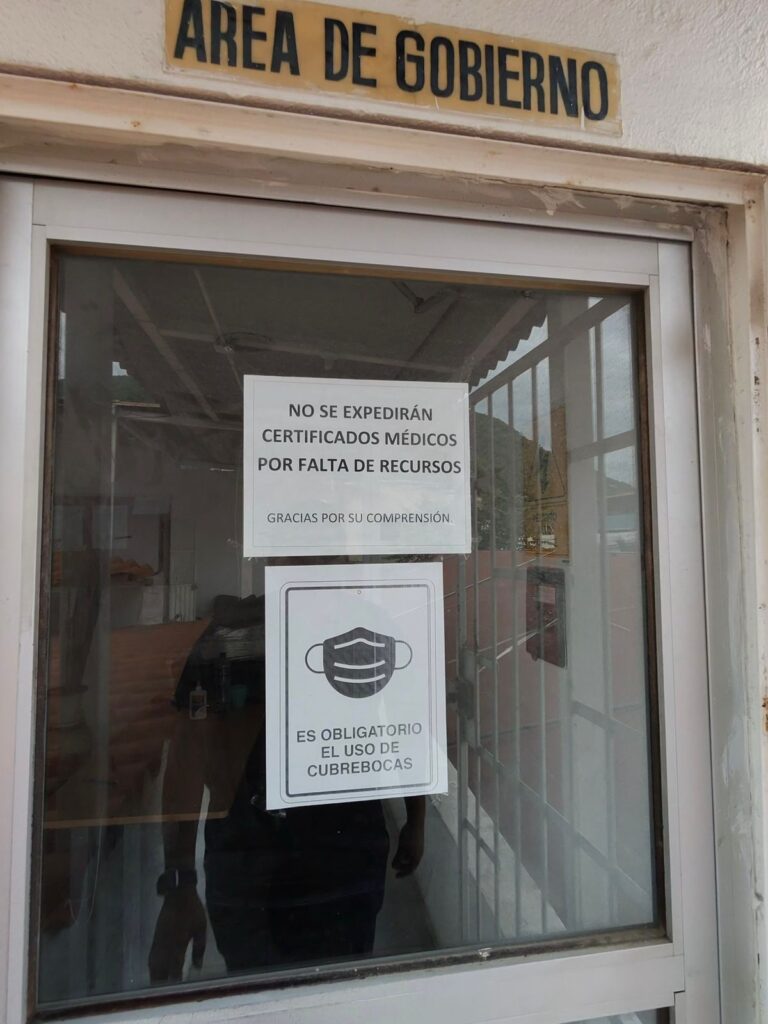 AREA DE GOBIERNO
NO SE EXPEDIRÁN
CERTIFICADOS MÉDICOS
POR FALTA DE RECURSOS
GRACIAS POR SU COMPRENSIÓN.
ES OBLIGATORIO
EL USO DE
CUBREBOCAS